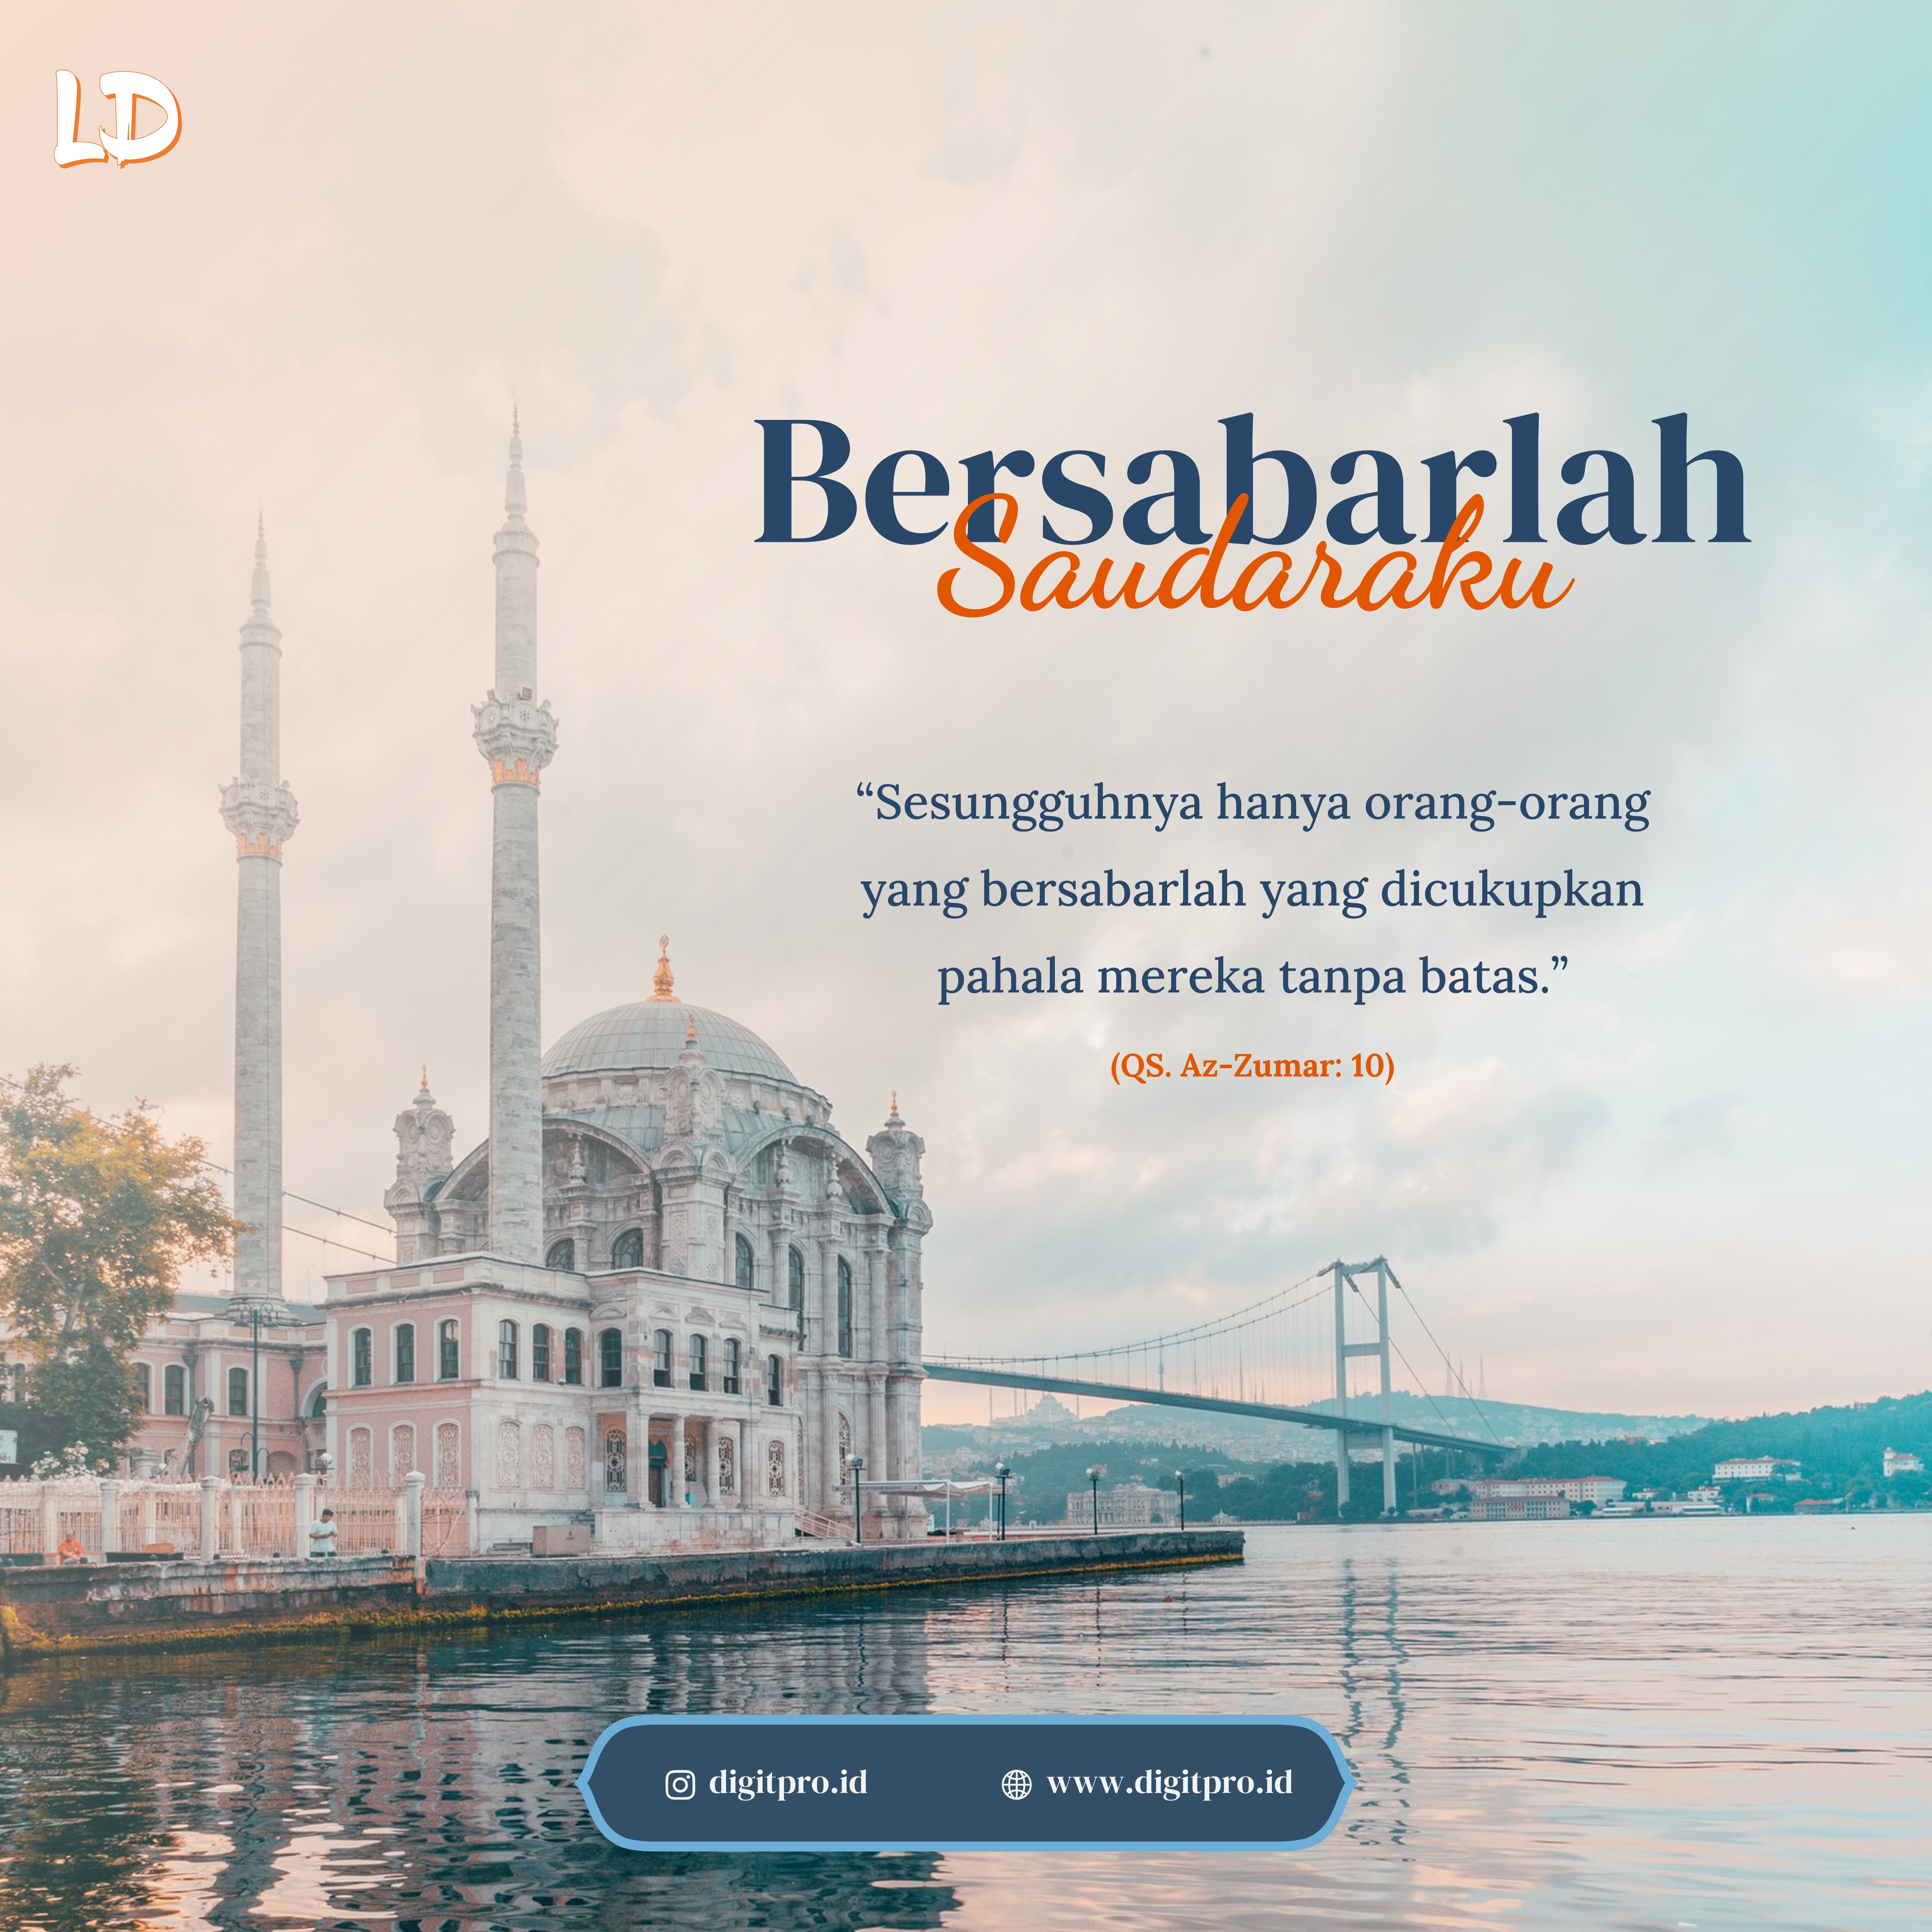 LD
Bersabarlah
Saudaraku
“Sesungguhnya hanya orang-orang
yang bersabarlah yang dicukupkan
pahala mereka tanpa batas.”
(QS. Az-Zumar: 10)
digitpro.id
www.digitpro.id